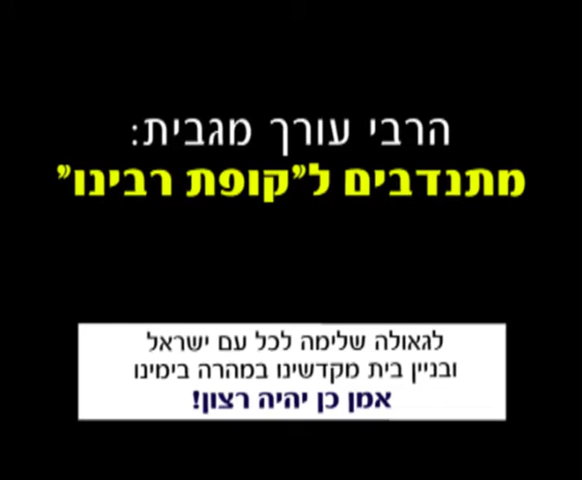 הרבי עורך מגבית:
מתנדבים ל"קופת רבינו"
לגאולה שלימה לכל עם ישראל
ובניין בית מקדשינו במהרה בימינו
אמן כן יהיה רצון!